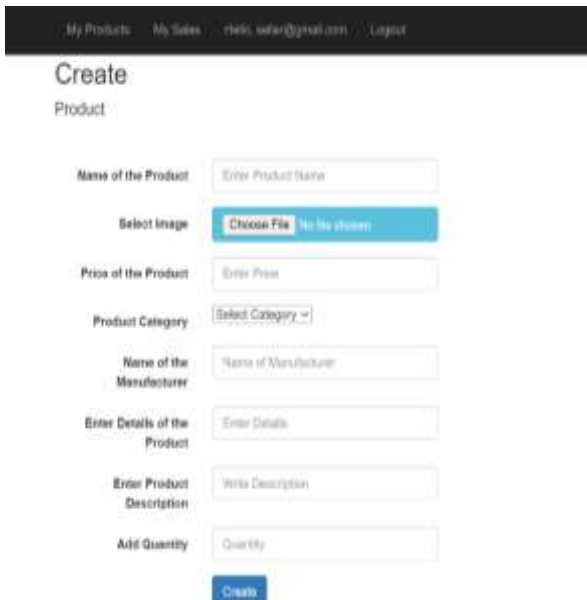 My Products My Sales Hello, seller@gmail.com Logout
Create
Product
Name of the Product Enter Product Name
Select Image Choose File No file chosen
Price of the Product Enter Price
Product Category Select Category
Name of the Manufacturer Name of Manufacturer
Enter Details of the Product Enter Details
Enter Product Description Write Description
Add Quantity Quantity
Create